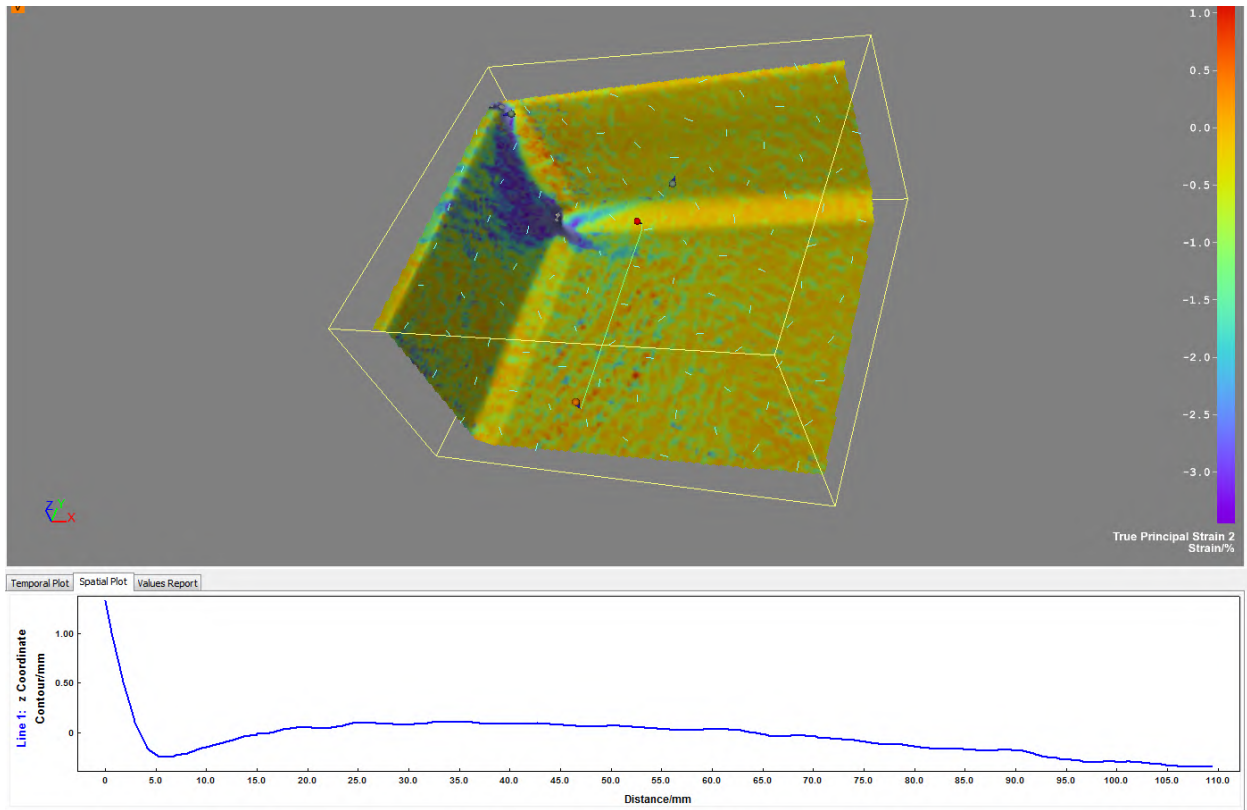 V
1.0
0.5
0.0
-0.5
-1.0
-1.5
-2.0
-2.5
-3.0
True Principal Strain 2
Strain/%
Z Y X
Temporal Plot Spatial Plot Values Report
Line 1: z Coordinate
Contour/mm
1.00
0.50
0
0 5.0 10.0 15.0 20.0 25.0 30.0 35.0 40.0 45.0 50.0 55.0 60.0 65.0 70.0 75.0 80.0 85.0 90.0 95.0 100.0 105.0 110.0
Distance/mm